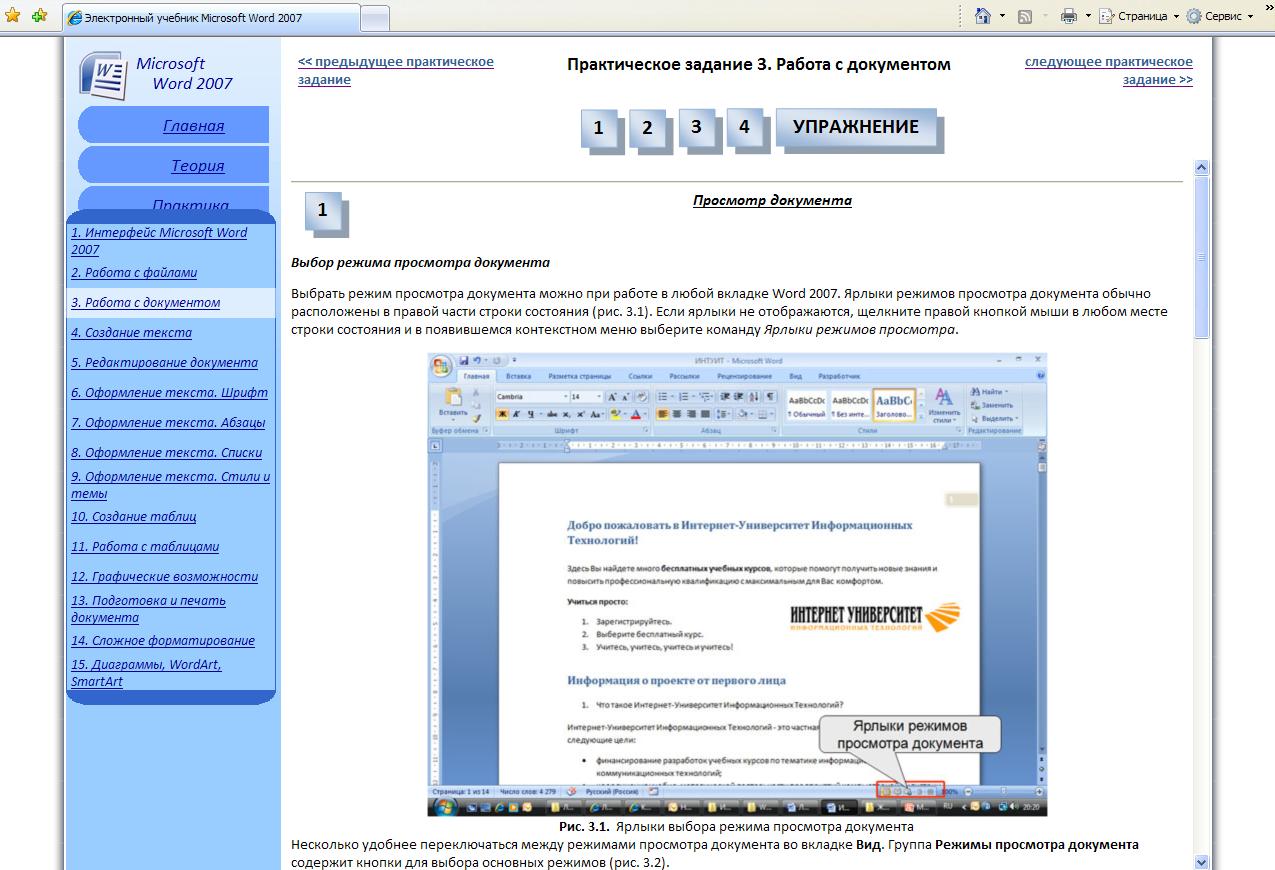 Электронный учебник Microsoft Word 2007
Страница
Сервис
Microsoft
Word 2007
Главная
Теория
Практика
1. Интерфейс Microsoft Word
2007
2. Работа с файлами
3. Работа с документом
4. Создание текста
5. Редактирование документа
6. Оформление текста. Шрифт
7. Оформление текста. Абзацы
8. Оформление текста. Списки
9. Оформление текста. Стили и
темы
10. Создание таблиц
11. Работа с таблицами
12. Графические возможности
13. Подготовка и печать
документа
14. Сложное форматирование
15. Диаграммы, WordArt,
SmartArt
<< предыдущее практическое
задание
Практическое задание 3. Работа с документом
следующее практическое
задание >>
1 2 3 4 УПРАЖНЕНИЕ
1
Просмотр документа
Выбор режима просмотра документа
Выбрать режим просмотра документа можно при работе в любой вкладке Word 2007. Ярлыки режимов просмотра документа обычно
расположены в правой части строки состояния (рис. 3.1). Если ярлыки не отображаются, щелкните правой кнопкой мыши в любом месте
строки состояния и в появившемся контекстном меню выберите команду Ярлыки режимов просмотра.
ИНТУИТ - Microsoft Word
Главная Вставка Разметка страницы Ссылки Рассылки Рецензирование Вид Разработчик
Cambria 14
Вставить
AaBbCcDc AaBbCcDc AaBbC
¶ Обычный ¶ Без инте... Заголово...
Изменить
стили
Найти
Заменить
Выделить
Буфер обмена Шрифт Абзац Стили Редактирование
Добро пожаловать в Интернет-Университет Информационных
Технологий!
Здесь Вы найдете много бесплатных учебных курсов, которые помогут получить новые знания и
повысить профессиональную квалификацию с максимальным для Вас комфортом.
Учиться просто:
1. Зарегистрируйтесь.
2. Выберите бесплатный курс.
3. Учитесь, учитесь, учитесь и учитесь!
ИНТЕРНЕТ УНИВЕРСИТЕТ
ИНФОРМАЦИОННЫХ ТЕХНОЛОГИЙ
Информация о проекте от первого лица
1. Что такое Интернет-Университет Информационных Технологий?
Интернет-Университет Информационных Технологий - это частная
следующие цели:
финансирование разработок учебных курсов по тематике
коммуникационных технологий;
Ярлыки режимов
просмотра документа
Страница: 1 из 14 Число слов: 4 279 Русский (Россия) 100%
RU 20:20
Рис. 3.1. Ярлыки выбора режима просмотра документа
Несколько удобнее переключаться между режимами просмотра документа во вкладке Вид. Группа Режимы просмотра документа
содержит кнопки для выбора основных режимов (рис. 3.2).